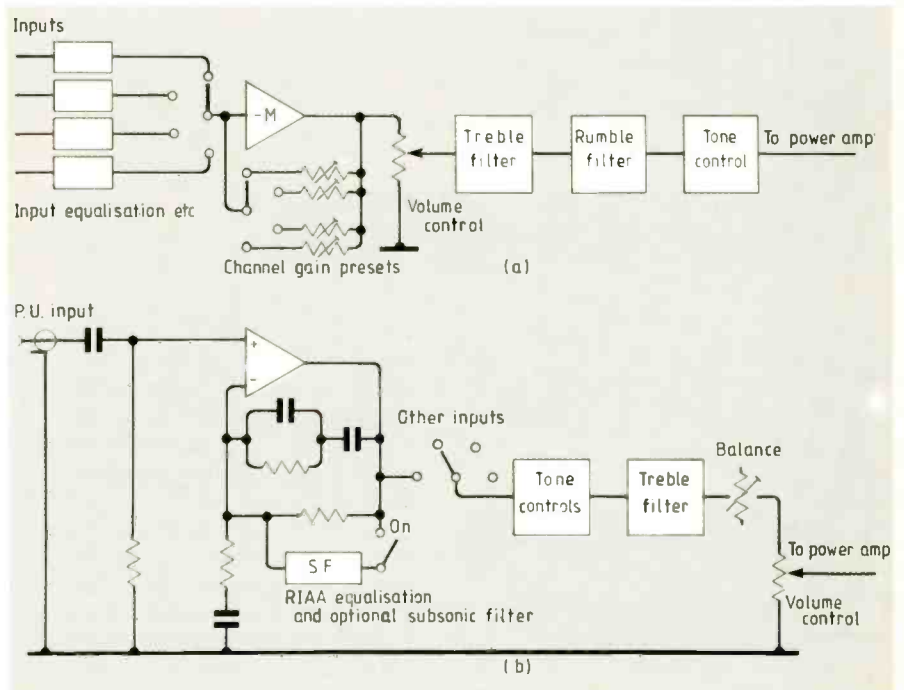 Inputs
-M
Treble
filter
Rumble
filter
Tone
control
To power amp
Input equalisation etc
Volume
control
Channel gain presets
(a)
P.U. input
+
-
Other inputs
Balance
Tone
controls
Treble
filter
On
S F
To power amp
RIAA equalisation
and optional subsonic filter
Volume
control
(b)